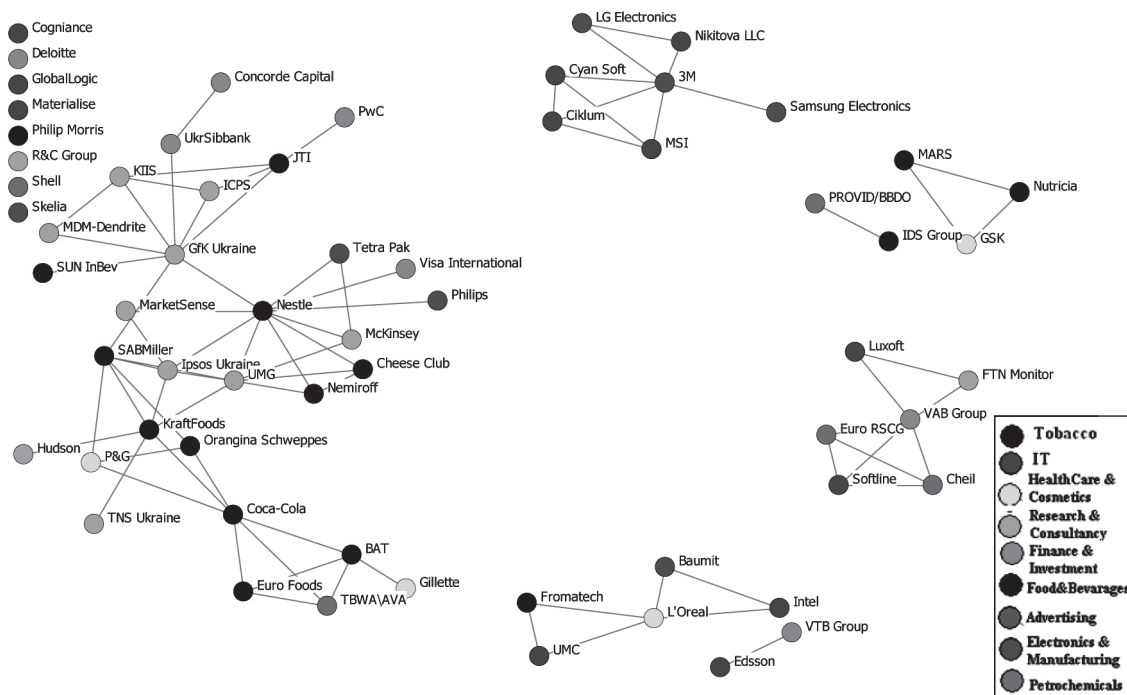 Cogniance
Deloitte
GlobalLogic
Materialise
Philip Morris
R&C Group
Shell
Skelia
Concorde Capital
PwC
UkrSibbank
JTI
KIIS
ICPS
MDM-Dendrite
GfK Ukraine
SUN InBev
Tetra Pak
Visa International
Philips
MarketSense
Nestle
McKinsey
SABMiller
Ipsos Ukraine
UMG
Cheese Club
Nemiroff
KraftFoods
Orangina Schweppes
Hudson
P&G
TNS Ukraine
Coca-Cola
BAT
Euro Foods
TBWA\AVA
Gillette
LG Electronics
Nikitova LLC
Cyan Soft
3M
Samsung Electronics
Ciklum
MSI
MARS
Nutricia
PROVID/BBDO
IDS Group
GSK
Luxoft
FTN Monitor
VAB Group
Euro RSCG
Softline
Cheil
Baumit
Fromatech
L'Oreal
Intel
VTB Group
UMC
Edsson
Tobacco
IT
HealthCare &
Cosmetics
Research &
Consultancy
Finance &
Investment
Food&Bevarages
Advertising
Electronics &
Manufacturing
Petrochemicals